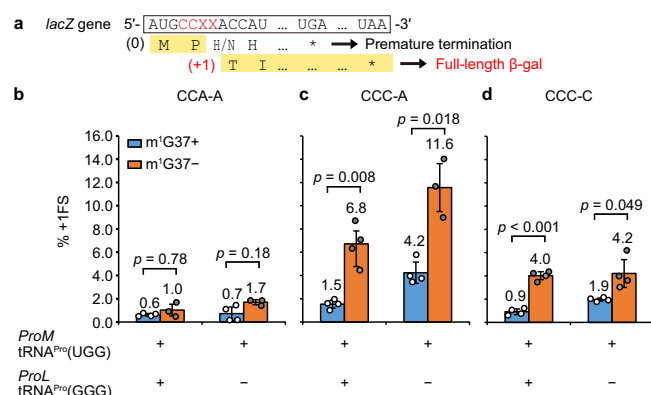 a lacZ gene 5′- AUGCCXXACCAU ... UGA ... UAA -3′
(0) M P H/N H ... * Premature termination
(+1) T I ... ... ... * Full-length β-gal
b CCA-A c CCC-A d CCC-C
m¹G37+
m¹G37−
% +1FS
16.0
14.0
12.0
10.0
8.0
6.0
4.0
2.0
0.0
p = 0.78 p = 0.18
0.6 1.0 0.7 1.7
p = 0.008 p = 0.018
1.5 6.8 4.2 11.6
p < 0.001 p = 0.049
0.9 4.0 1.9 4.2
ProM
tRNAᴾʳᵒ(UGG) + + + + + +
ProL
tRNAᴾʳᵒ(GGG) + − + − + −